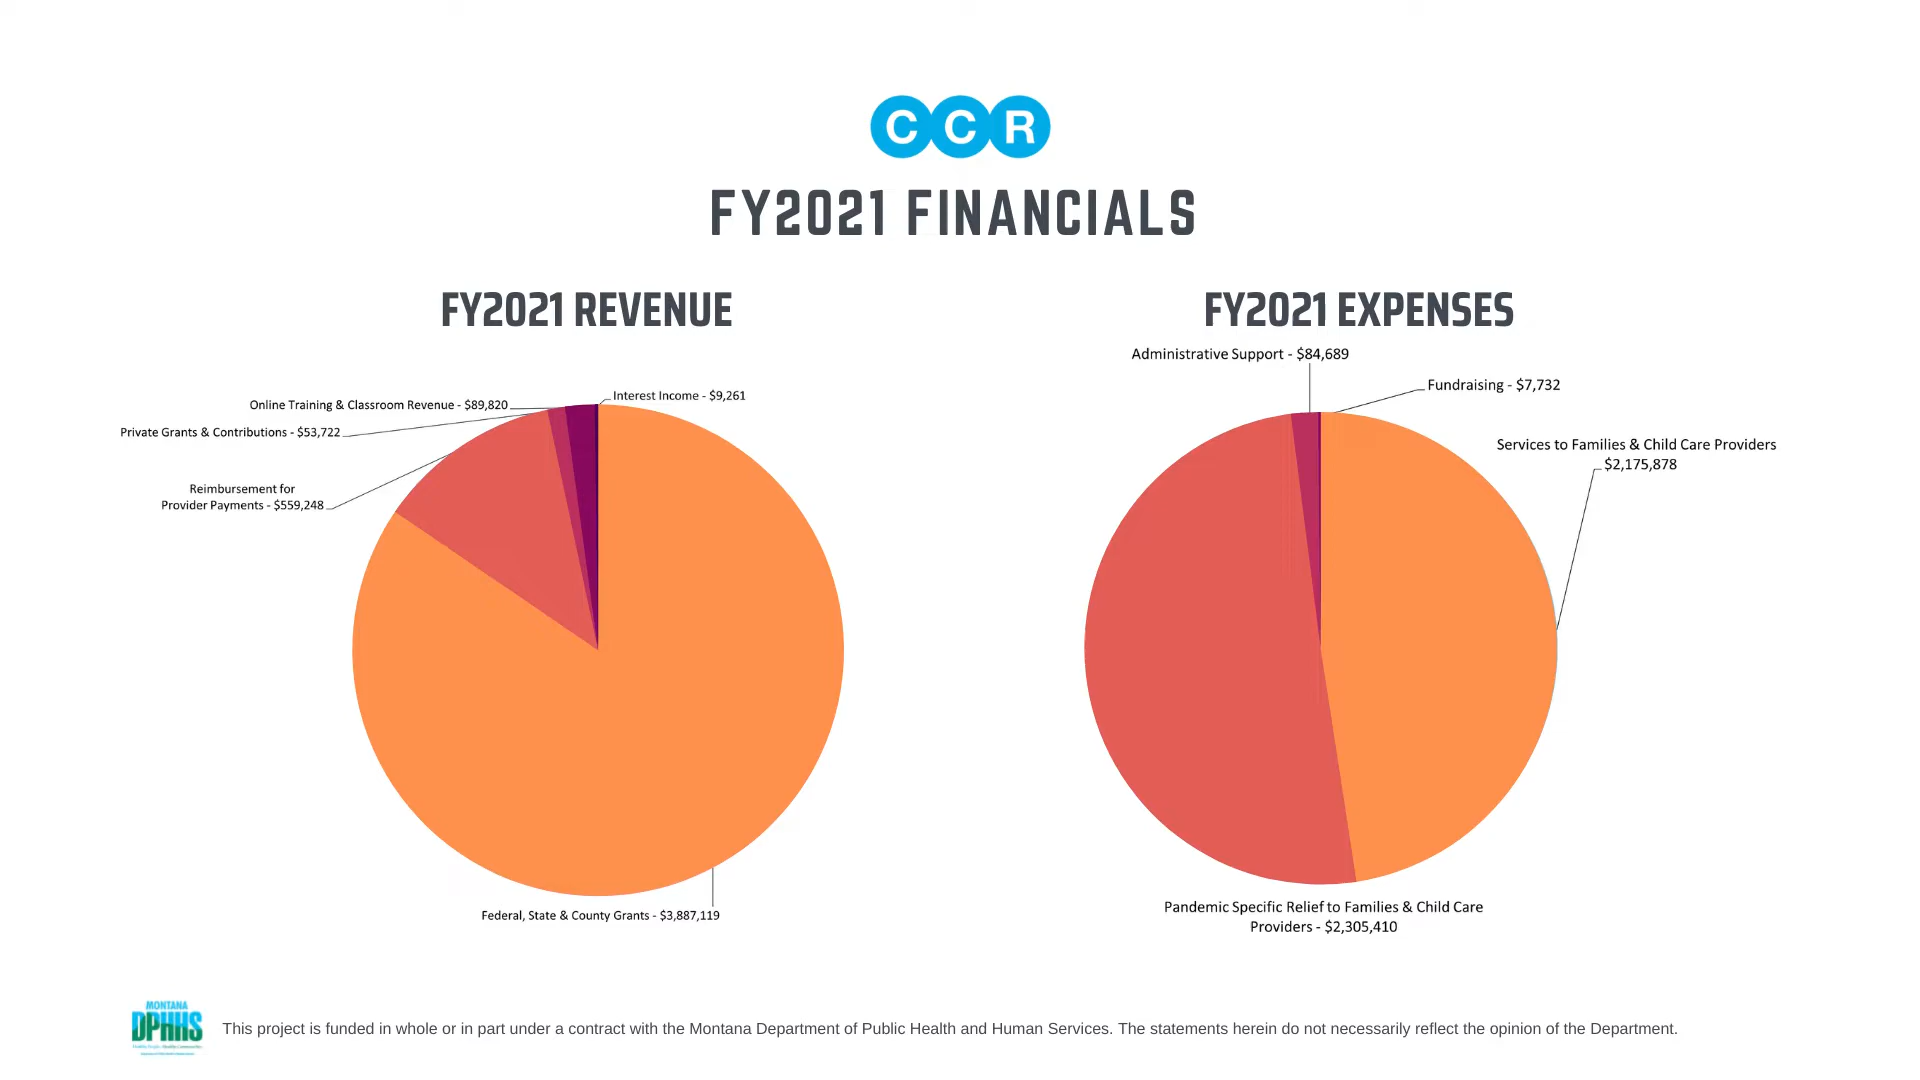 CCR
FY2021 FINANCIALS
FY2021 REVENUE
Online Training & Classroom Revenue - $89,820
Interest Income - $9,261
Private Grants & Contributions - $53,722
Reimbursement for
Provider Payments - $559,248
Federal, State & County Grants - $3,887,119
FY2021 EXPENSES
Administrative Support - $84,689
Fundraising - $7,732
Services to Families & Child Care Providers
$2,175,878
Pandemic Specific Relief to Families & Child Care
Providers - $2,305,410
MONTANA
DPHHS
This project is funded in whole or in part under a contract with the Montana Department of Public Health and Human Services. The statements herein do not necessarily reflect the opinion of the Department.